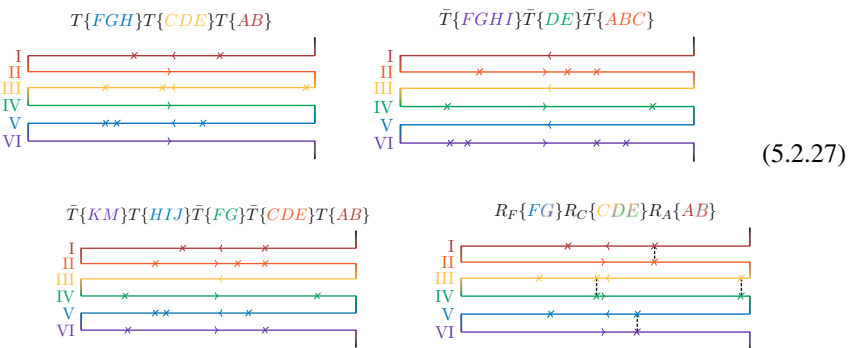 T{FGH}T{CDE}T{AB}
I
II
III
IV
V
VI
T̄{FGHI}T̄{DE}T̄{ABC}
I
II
III
IV
V
VI
(5.2.27)
T̄{KM}T{HIJ}T̄{FG}T̄{CDE}T{AB}
I
II
III
IV
V
VI
R_F{FG}R_C{CDE}R_A{AB}
I
II
III
IV
V
VI